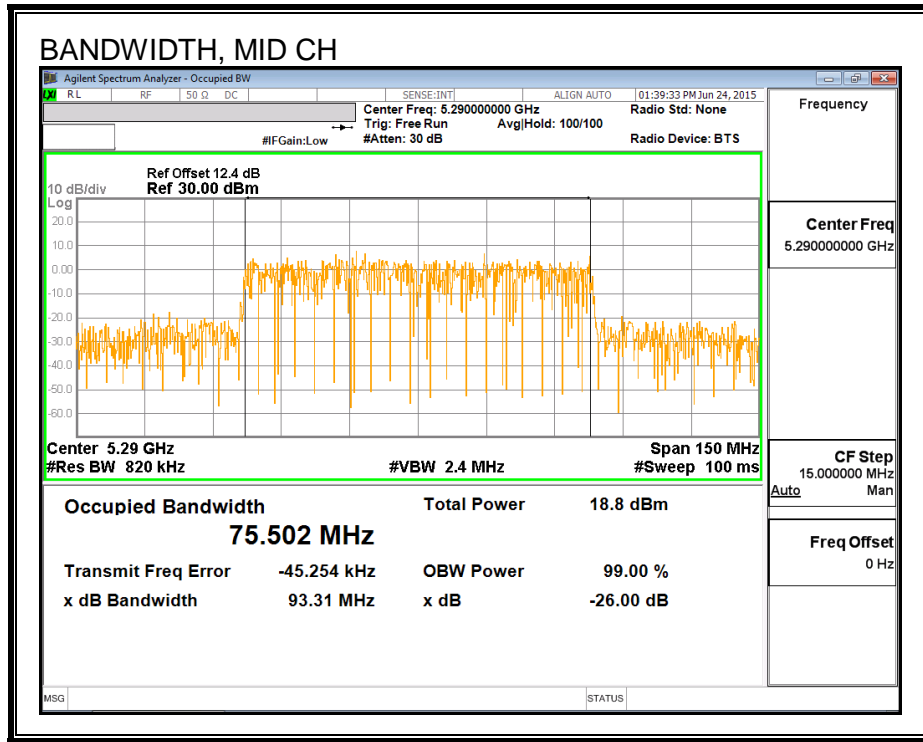 BANDWIDTH, MID CH
Agilent Spectrum Analyzer - Occupied BW
LXI RL RF 50 Ω DC SENSE:INT ALIGN AUTO 01:39:33 PM Jun 24, 2015
Center Freq: 5.290000000 GHz Radio Std: None
Trig: Free Run Avg|Hold: 100/100
#IFGain:Low #Atten: 30 dB Radio Device: BTS
Ref Offset 12.4 dB
10 dB/div Ref 30.00 dBm
Log
20.0
10.0
0.00
-10.0
-20.0
-30.0
-40.0
-50.0
-60.0
Center 5.29 GHz Span 150 MHz
#Res BW 820 kHz #VBW 2.4 MHz #Sweep 100 ms
Occupied Bandwidth Total Power 18.8 dBm
75.502 MHz
Transmit Freq Error -45.254 kHz OBW Power 99.00 %
x dB Bandwidth 93.31 MHz x dB -26.00 dB
MSG STATUS
Frequency
Center Freq
5.290000000 GHz
CF Step
15.000000 MHz
Auto Man
Freq Offset
0 Hz